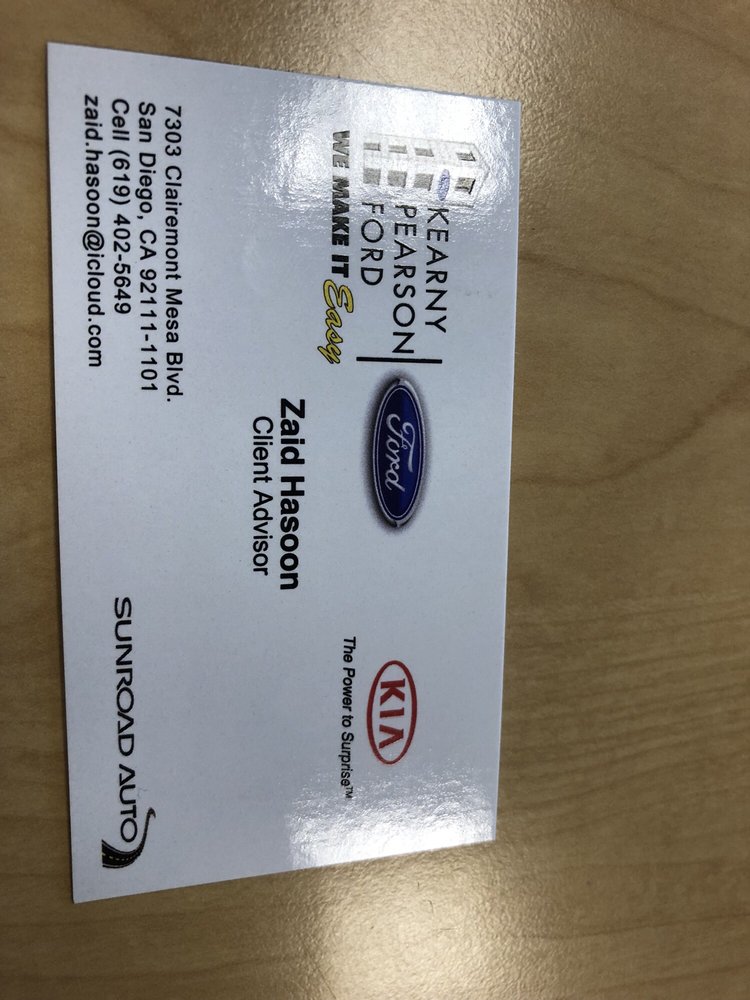 KEARNY
PEARSON
FORD
WE MAKE IT Easy
Ford
KIA
The Power to Surprise™
Zaid Hasoon
Client Advisor
7303 Clairemont Mesa Blvd.
San Diego, CA 92111-1101
Cell (619) 402-5649
zaid.hasoon@icloud.com
SUNROAD AUTO